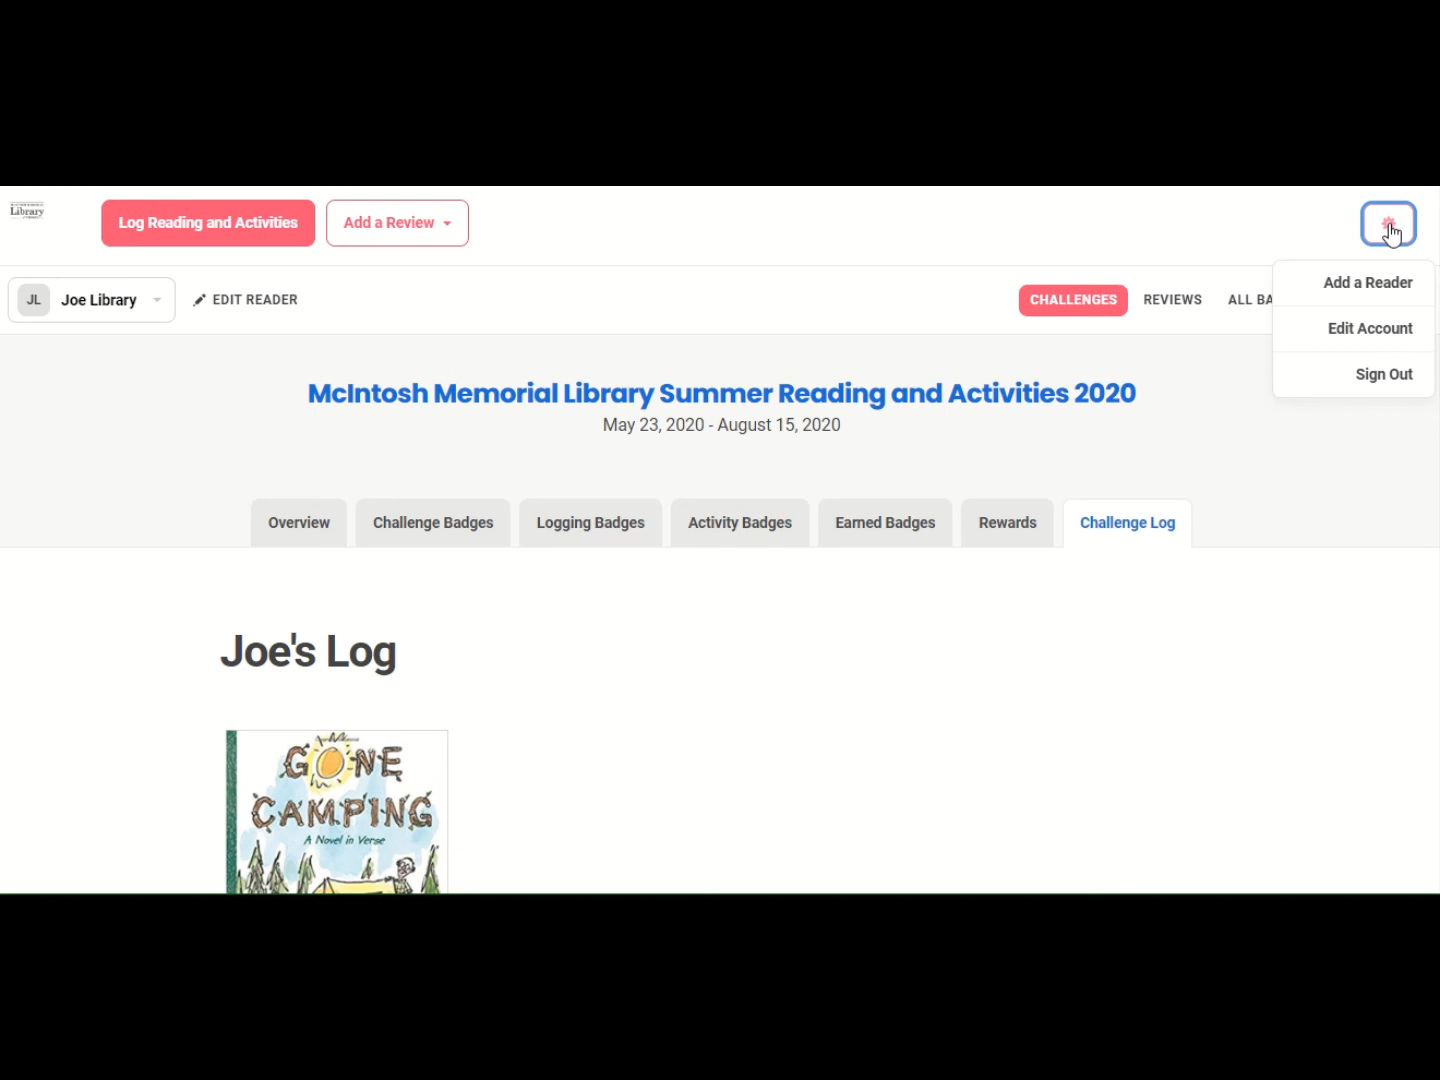 Library
Log Reading and Activities
Add a Review
JL
Joe Library
EDIT READER
CHALLENGES
REVIEWS
ALL BA
Add a Reader
Edit Account
Sign Out
McIntosh Memorial Library Summer Reading and Activities 2020
May 23, 2020 - August 15, 2020
Overview
Challenge Badges
Logging Badges
Activity Badges
Earned Badges
Rewards
Challenge Log
Joe's Log
GONE
CAMPING
A Novel in Verse